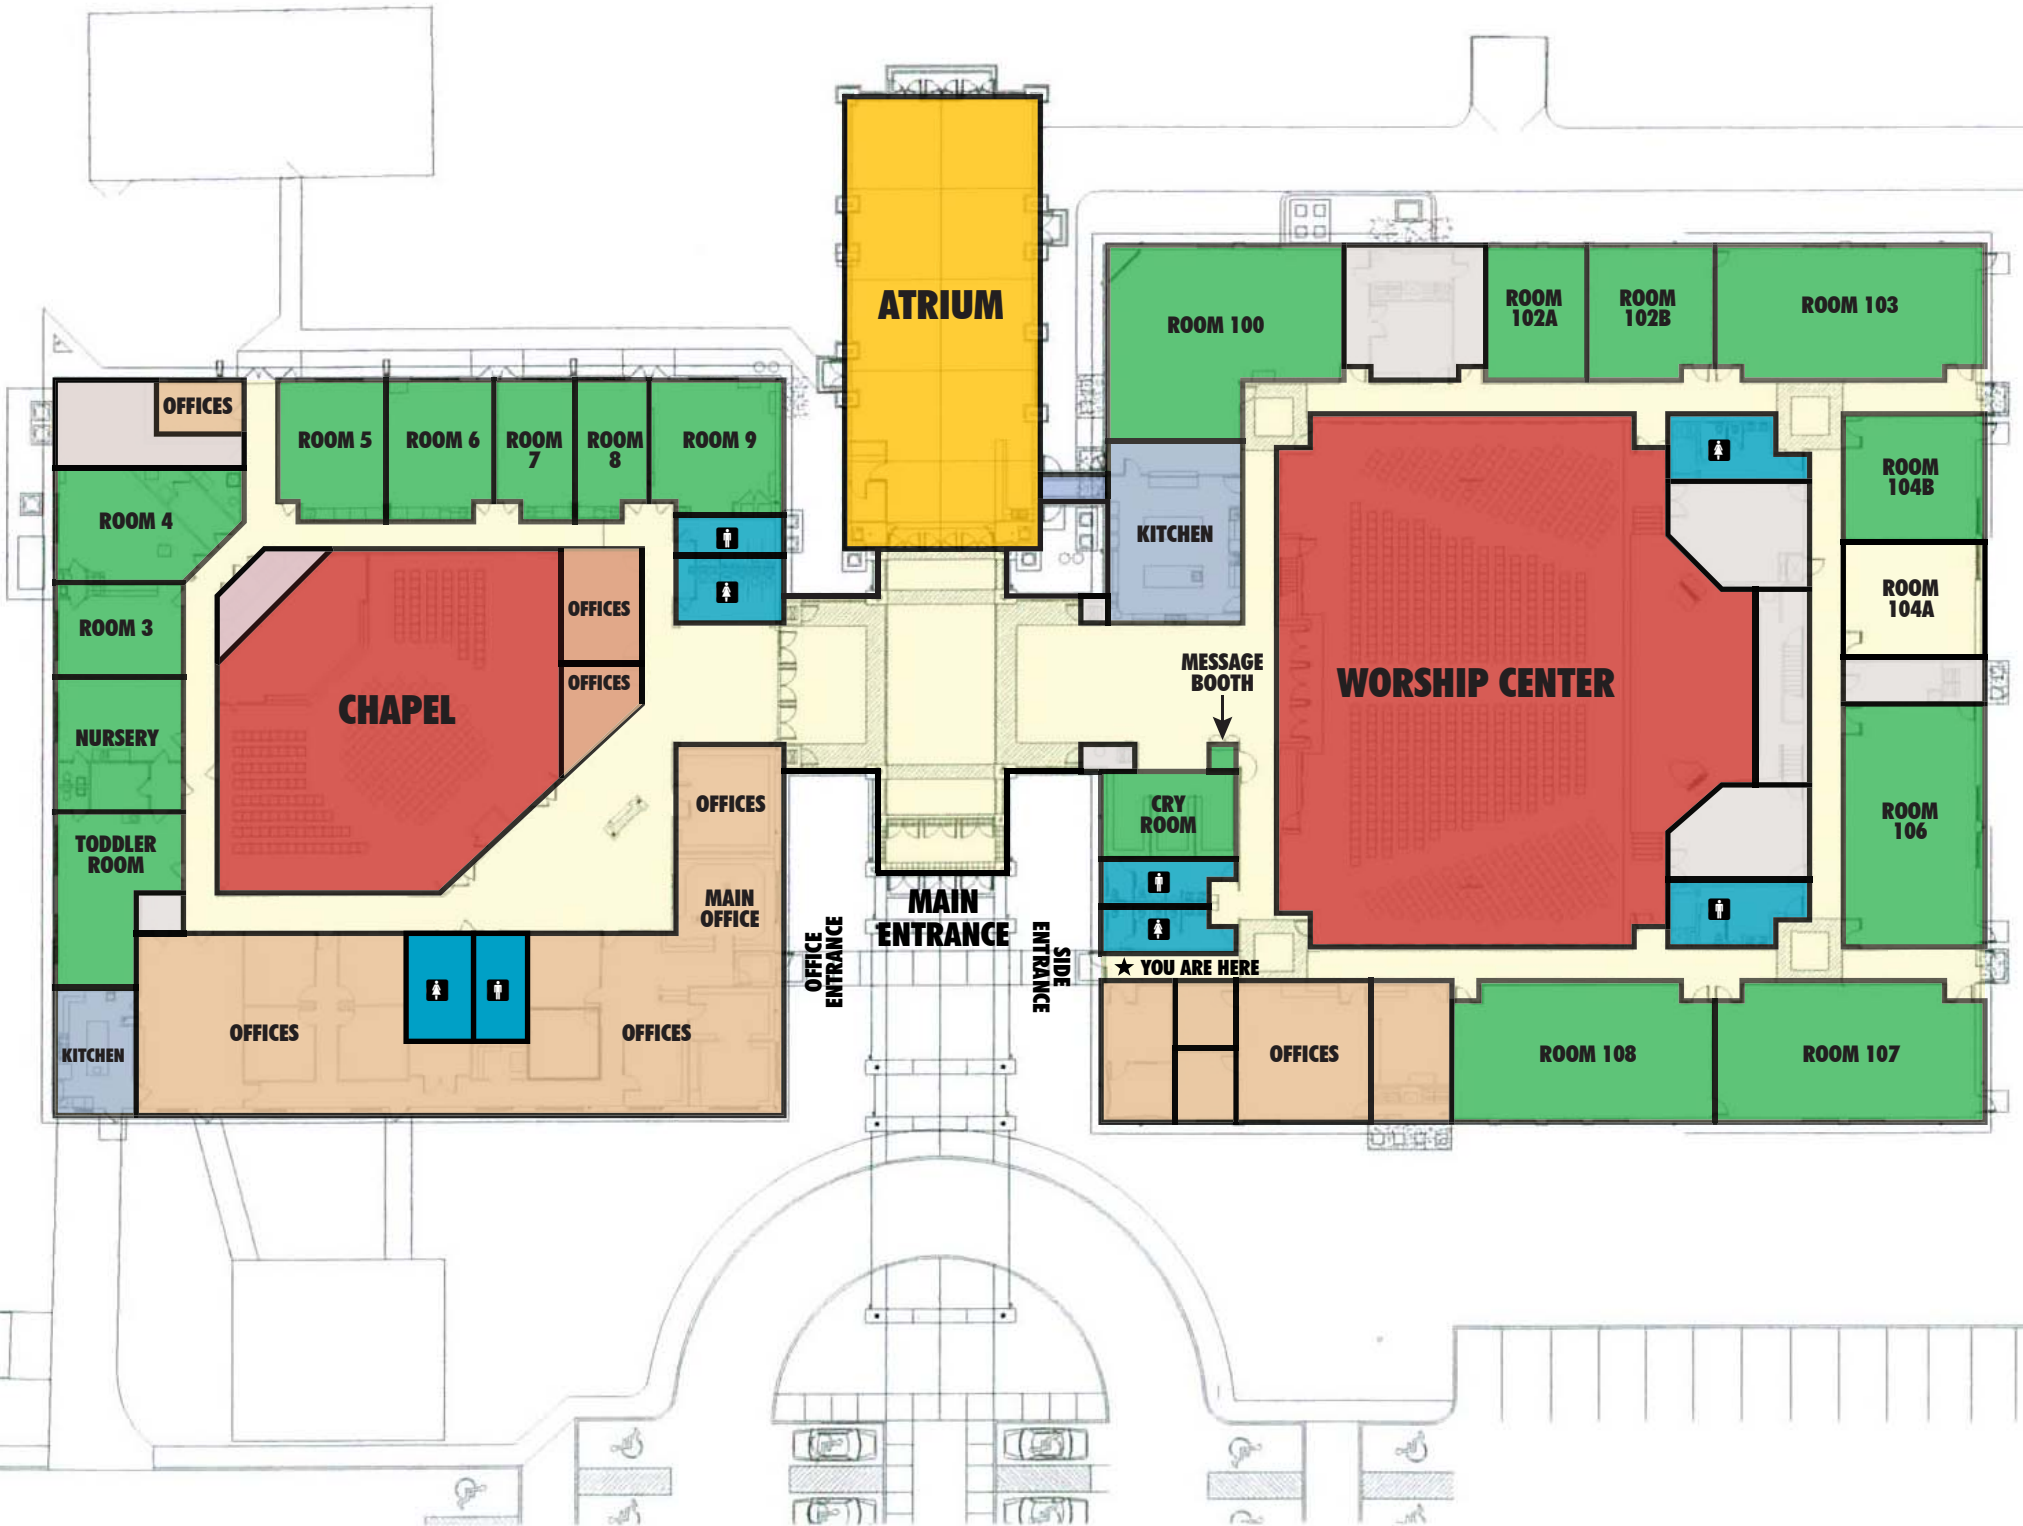 ATRIUM
ROOM 100
ROOM
102A
ROOM
102B
ROOM 103
OFFICES
ROOM 5
ROOM 6
ROOM
7
ROOM
8
ROOM 9
ROOM 4
ROOM 3
NURSERY
TODDLER
ROOM
KITCHEN
CHAPEL
OFFICES
OFFICES
OFFICES
MAIN
OFFICE
OFFICES
OFFICES
OFFICE
ENTRANCE
MAIN
ENTRANCE
SIDE
ENTRANCE
KITCHEN
MESSAGE
BOOTH
CRY
ROOM
★ YOU ARE HERE
WORSHIP CENTER
ROOM
104B
ROOM
104A
ROOM
106
OFFICES
ROOM 108
ROOM 107